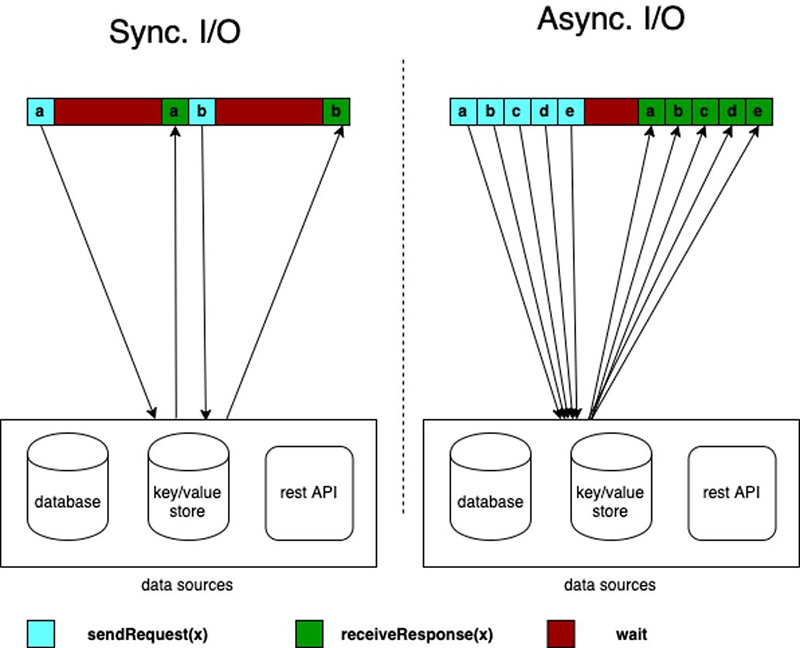 Sync. I/O
Async. I/O
a a b b
a b c d e a b c d e
database
key/value
store
rest API
database
key/value
store
rest API
data sources
data sources
sendRequest(x)
receiveResponse(x)
wait